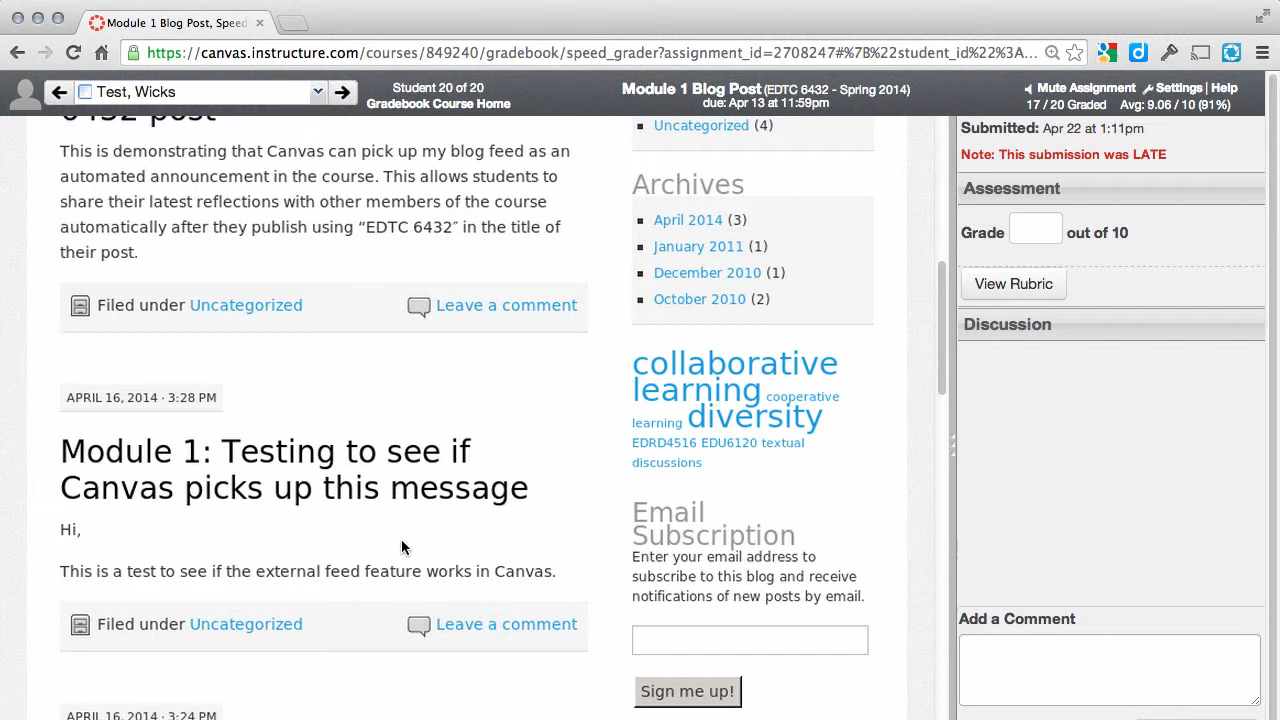 Module 1 Blog Post, Speed
https://canvas.instructure.com/courses/849240/gradebook/speed_grader?assignment_id=2708247#%7B%22student_id%22%3A...
Test, Wicks
Student 20 of 20
Gradebook Course Home
Module 1 Blog Post (EDTC 6432 - Spring 2014)
due: Apr 13 at 11:59pm
Mute Assignment Settings | Help
17 / 20 Graded Avg: 9.06 / 10 (91%)
6432 post
This is demonstrating that Canvas can pick up my blog feed as an
automated announcement in the course. This allows students to
share their latest reflections with other members of the course
automatically after they publish using “EDTC 6432″ in the title of
their post.
Filed under Uncategorized
Leave a comment
APRIL 16, 2014 · 3:28 PM
Module 1: Testing to see if
Canvas picks up this message
Hi,
This is a test to see if the external feed feature works in Canvas.
Filed under Uncategorized
Leave a comment
APRIL 16, 2014 · 3:24 PM
Uncategorized (4)
Archives
April 2014 (3)
January 2011 (1)
December 2010 (1)
October 2010 (2)
collaborative
learning cooperative
learning diversity
EDRD4516 EDU6120 textual
discussions
Email
Subscription
Enter your email address to
subscribe to this blog and receive
notifications of new posts by email.
Sign me up!
Submitted: Apr 22 at 1:11pm
Note: This submission was LATE
Assessment
Grade out of 10
View Rubric
Discussion
Add a Comment